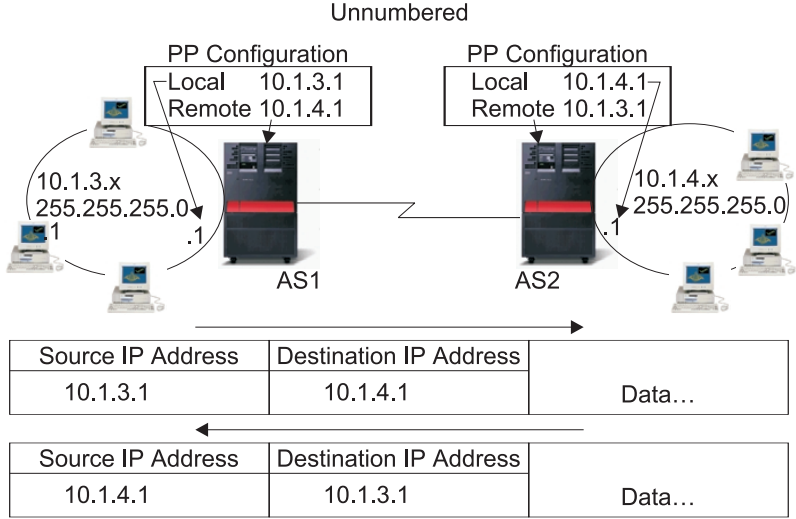 Unnumbered
PP Configuration
Local 10.1.3.1
Remote 10.1.4.1
PP Configuration
Local 10.1.4.1
Remote 10.1.3.1
10.1.3.x
255.255.255.0
.1
.1
AS1
10.1.4.x
255.255.255.0
.1
AS2
Source IP Address Destination IP Address
10.1.3.1 10.1.4.1 Data...
Source IP Address Destination IP Address
10.1.4.1 10.1.3.1 Data...